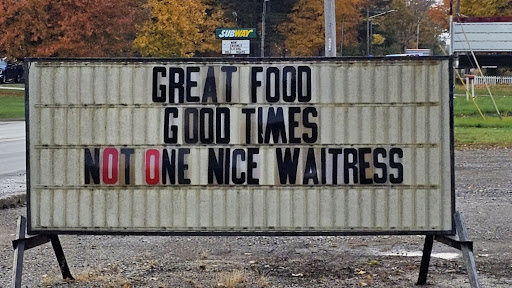 SUBWAY
GREAT FOOD
GOOD TIMES
NOT ONE NICE WAITRESS